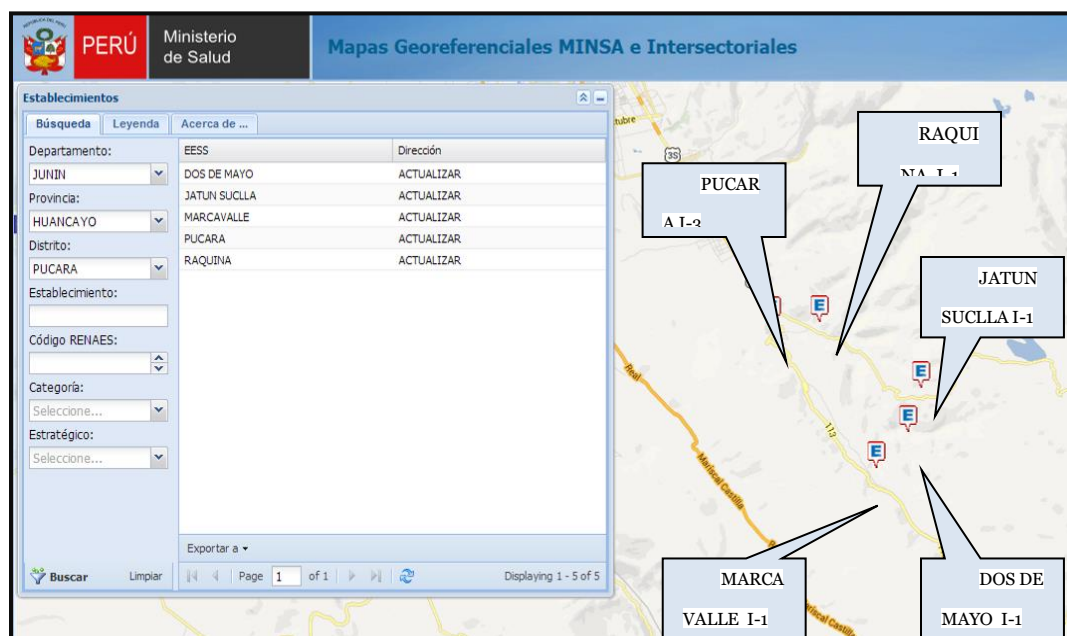 PERÚ
Ministerio
de Salud
Mapas Georeferenciales MINSA e Intersectoriales
Establecimientos
Búsqueda Leyenda Acerca de ...
Departamento:
JUNIN
Provincia:
HUANCAYO
Distrito:
PUCARA
Establecimiento:
Código RENAES:
Categoría:
Seleccione...
Estratégico:
Seleccione...
Buscar Limpiar
EESS Dirección
DOS DE MAYO ACTUALIZAR
JATUN SUCLLA ACTUALIZAR
MARCAVALLE ACTUALIZAR
PUCARA ACTUALIZAR
RAQUINA ACTUALIZAR
Exportar a
Page 1 of 1 Displaying 1 - 5 of 5
tubre
3S
RAQUI
NA I-1
PUCAR
A I-3
JATUN
SUCLLA I-1
E
E
E
E
Real
113
Mariscal Castilla
MARCA
VALLE I-1
DOS DE
MAYO I-1
Mariscal Castilla